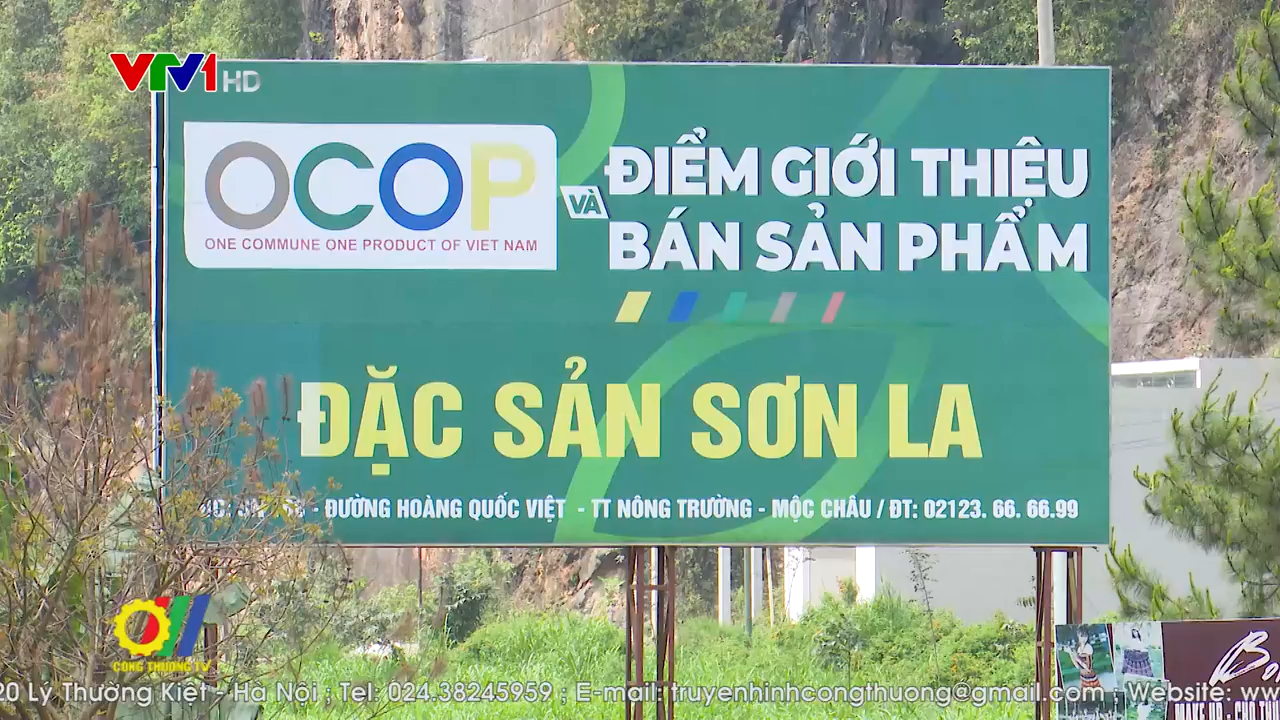 VTV1 HD
OCOP
ONE COMMUNE ONE PRODUCT OF VIET NAM
VÀ
ĐIỂM GIỚI THIỆU
BÁN SẢN PHẨM
ĐẶC SẢN SƠN LA
- ĐƯỜNG HOÀNG QUỐC VIỆT - TT NÔNG TRƯỜNG - MỘC CHÂU / ĐT: 02123. 66. 66.99
CÔNG THƯƠNG TV
20 Lý Thường Kiệt - Hà Nội ; Tel: 024.38245959 ; E-mail: truyenhinhcongthuong@gmail.com ; Website: ww